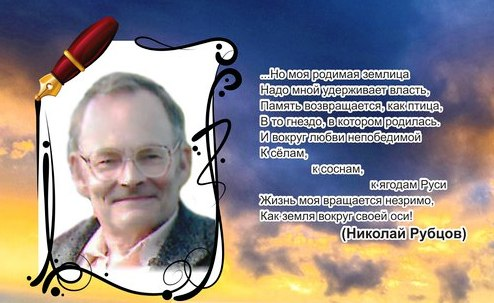 ...Но моя родимая землица
Надо мной удерживает власть,
Память возвращается, как птица,
В то гнездо, в котором родилась.
И вокруг любви непобедимой
К сёлам,
к соснам,
к ягодам Руси
Жизнь моя вращается незримо,
Как земля вокруг своей оси!
(Николай Рубцов)